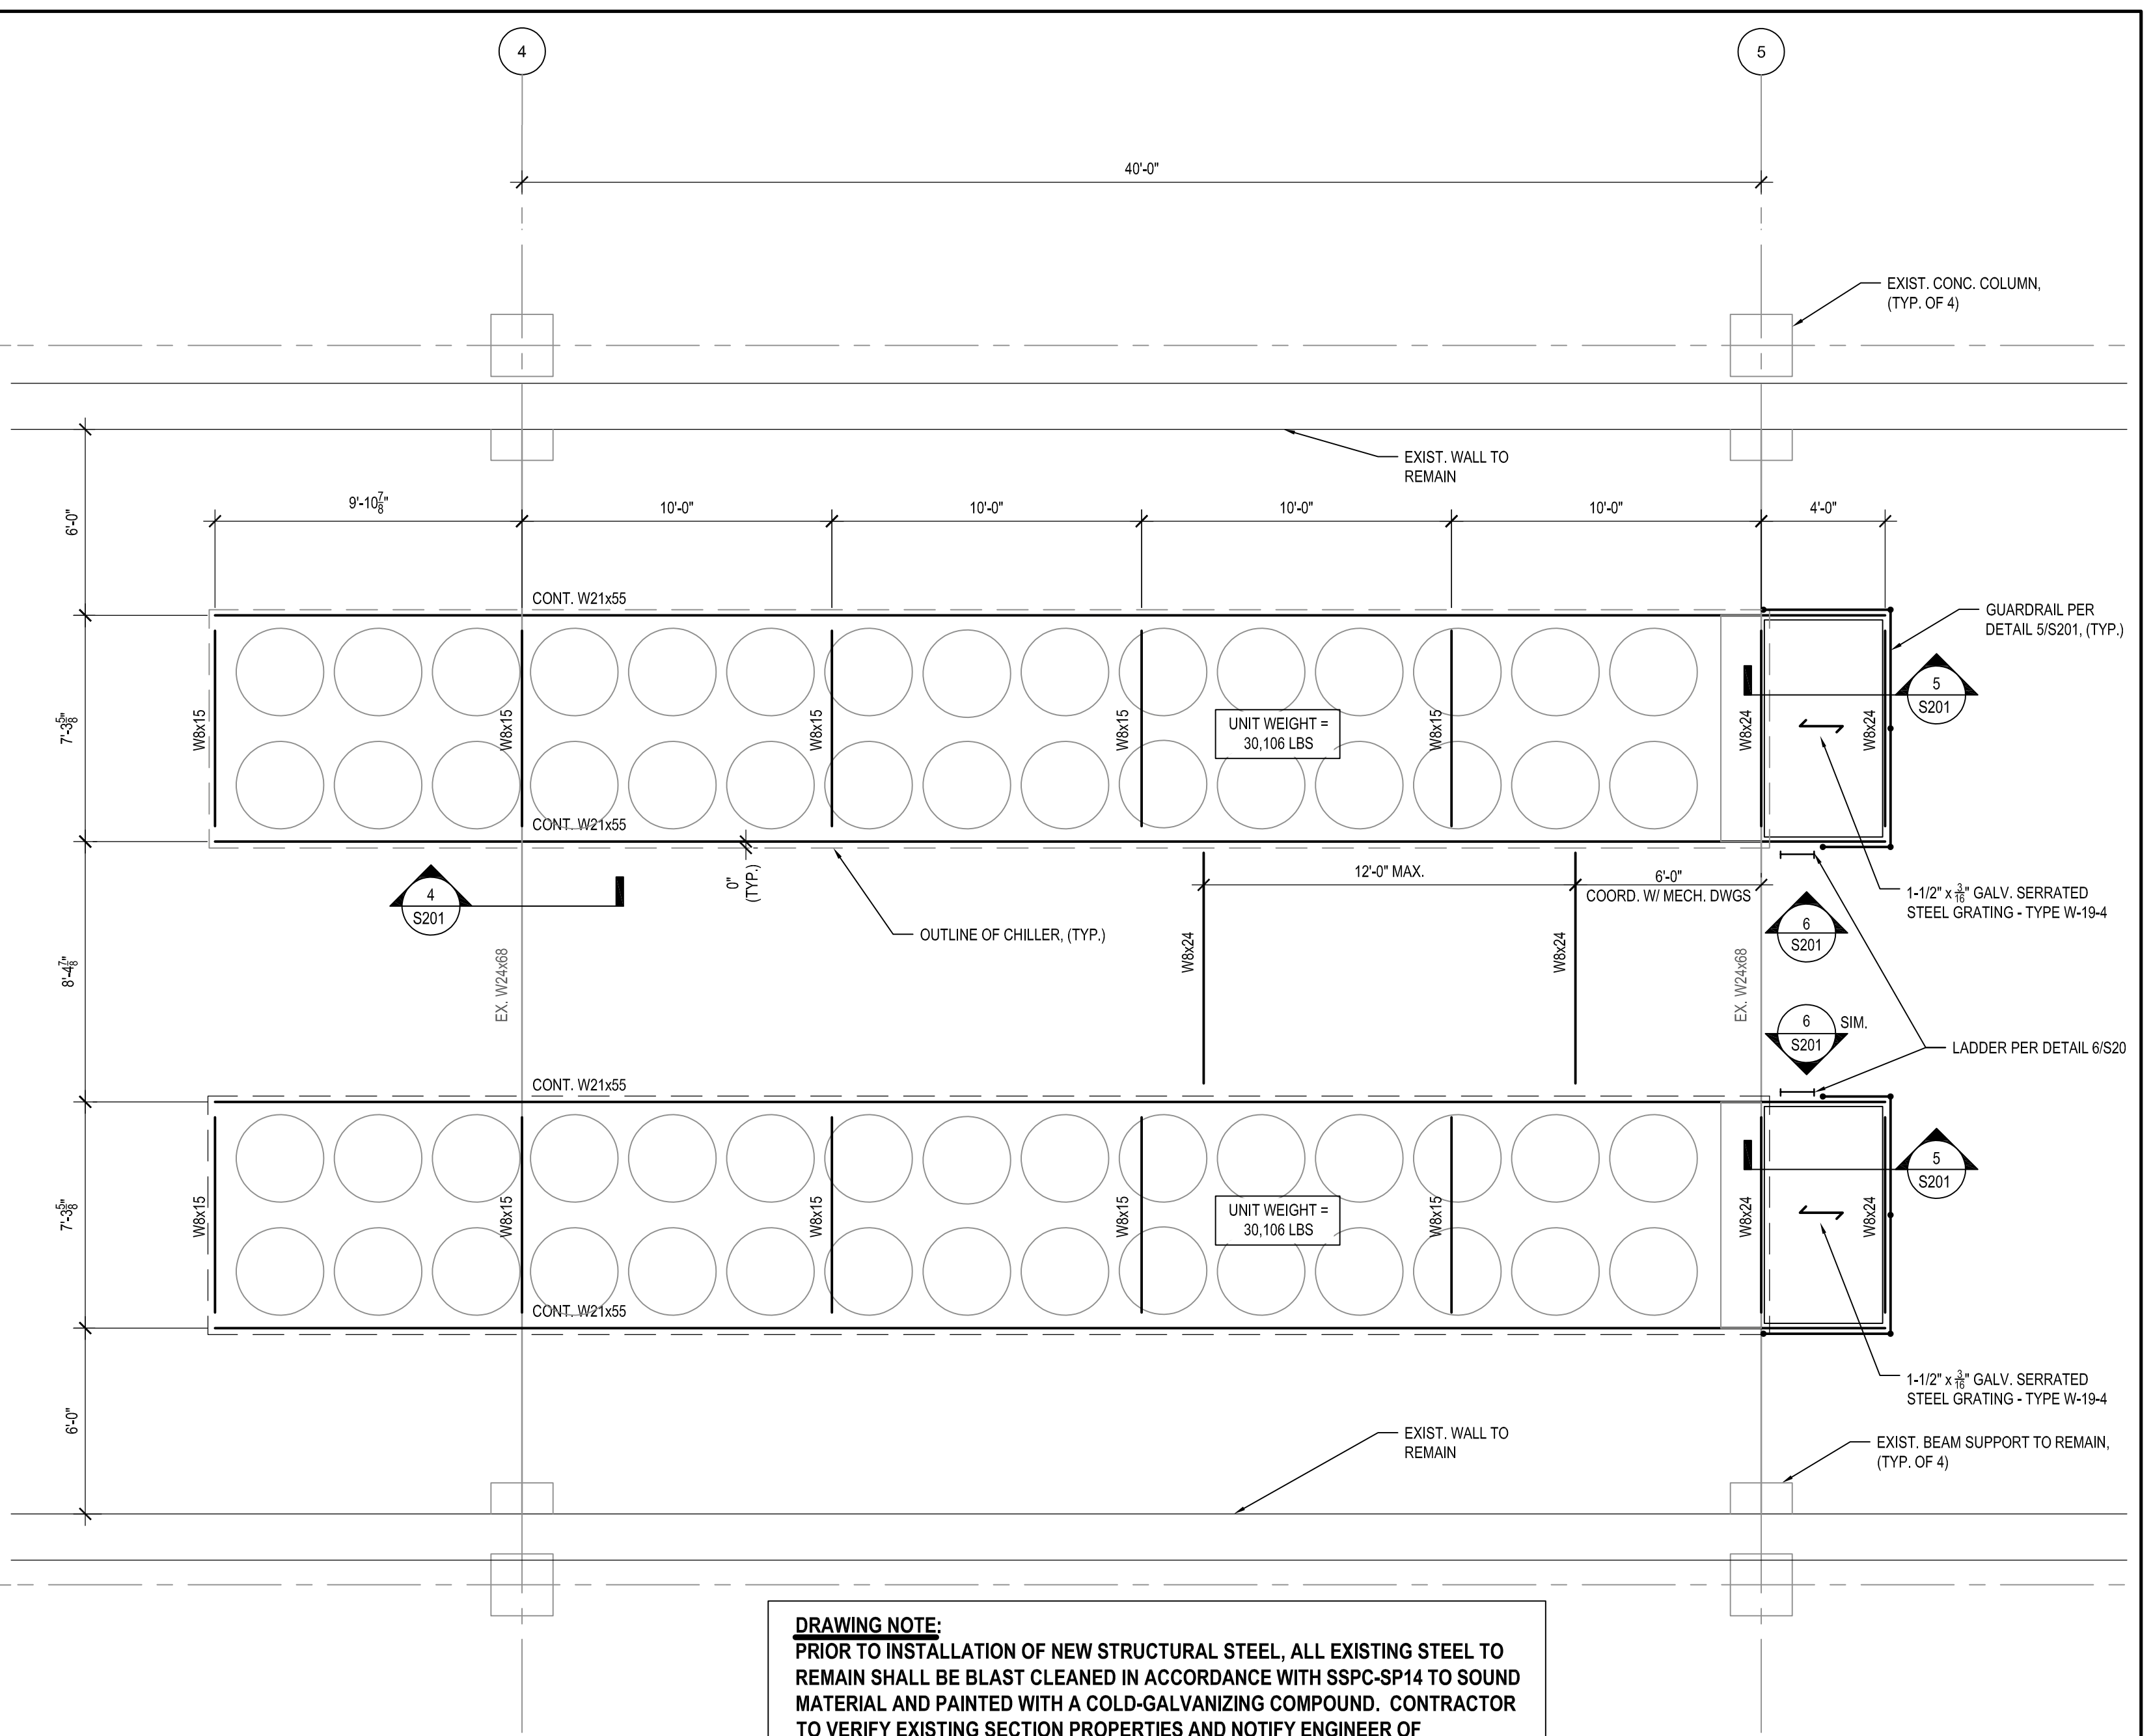 4
5
40'-0"
EXIST. CONC. COLUMN,
(TYP. OF 4)
EXIST. WALL TO
REMAIN
6'-0"
9'-10 7/8"
10'-0"
10'-0"
10'-0"
10'-0"
4'-0"
CONT. W21x55
GUARDRAIL PER
DETAIL 5/S201, (TYP.)
5
S201
7'-3 5/8"
W8x15
W8x15
W8x15
W8x15
W8x15
W8x24
W8x24
UNIT WEIGHT =
30,106 LBS
CONT. W21x55
0"
(TYP.)
4
S201
OUTLINE OF CHILLER, (TYP.)
12'-0" MAX.
6'-0"
COORD. W/ MECH. DWGS
1-1/2" x 3/16" GALV. SERRATED
STEEL GRATING - TYPE W-19-4
6
S201
8'-4 7/8"
EX. W24x68
W8x24
W8x24
EX. W24x68
6
S201
SIM.
LADDER PER DETAIL 6/S20
CONT. W21x55
5
S201
7'-3 5/8"
W8x15
W8x15
W8x15
W8x15
W8x15
W8x24
W8x24
UNIT WEIGHT =
30,106 LBS
CONT. W21x55
1-1/2" x 3/16" GALV. SERRATED
STEEL GRATING - TYPE W-19-4
6'-0"
EXIST. WALL TO
REMAIN
EXIST. BEAM SUPPORT TO REMAIN,
(TYP. OF 4)
DRAWING NOTE:
PRIOR TO INSTALLATION OF NEW STRUCTURAL STEEL, ALL EXISTING STEEL TO
REMAIN SHALL BE BLAST CLEANED IN ACCORDANCE WITH SSPC-SP14 TO SOUND
MATERIAL AND PAINTED WITH A COLD-GALVANIZING COMPOUND. CONTRACTOR
TO VERIFY EXISTING SECTION PROPERTIES AND NOTIFY ENGINEER OF